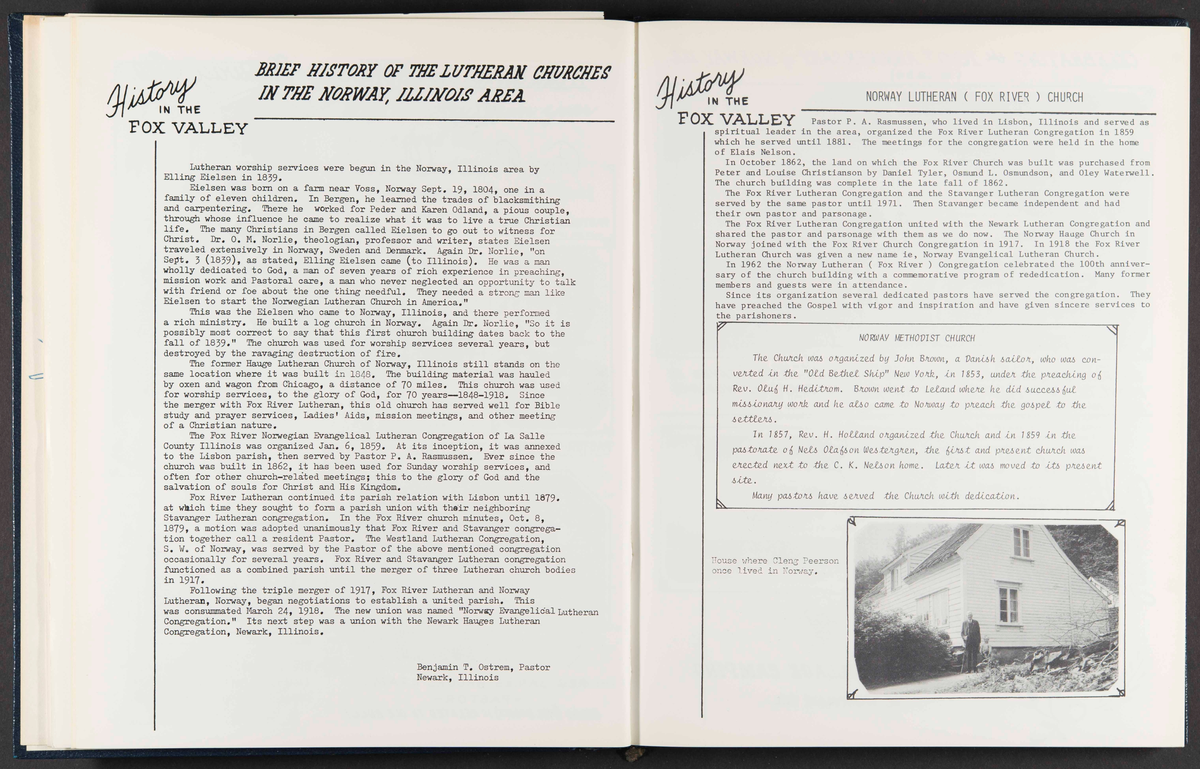 History
IN THE
FOX VALLEY
BRIEF HISTORY OF THE LUTHERAN CHURCHES
IN THE NORWAY, ILLINOIS AREA
Lutheran worship services were begun in the Norway, Illinois area by
Elling Eielsen in 1839.
Eielsen was born on a farm near Voss, Norway Sept. 19, 1804, one in a
family of eleven children. In Bergen, he learned the trades of blacksmithing
and carpentering. There he worked for Peder and Karen Odland, a pious couple,
through whose influence he came to realize what it was to live a true Christian
life. The many Christians in Bergen called Eielsen to go out to witness for
Christ. Dr. O. M. Norlie, theologian, professor and writer, states Eielsen
traveled extensively in Norway, Sweden and Denmark. Again Dr. Norlie, "on
Sept. 3 (1839), as stated, Elling Eielsen came (to Illinois). He was a man
wholly dedicated to God, a man of seven years of rich experience in preaching,
mission work and Pastoral care, a man who never neglected an opportunity to talk
with friend or foe about the one thing needful. They needed a strong man like
Eielsen to start the Norwegian Lutheran Church in America."
This was the Eielsen who came to Norway, Illinois, and there performed
a rich ministry. He built a log church in Norway. Again Dr. Norlie, "So it is
possibly most correct to say that this first church building dates back to the
fall of 1839." The church was used for worship services several years, but
destroyed by the ravaging destruction of fire.
The former Hauge Lutheran Church of Norway, Illinois still stands on the
same location where it was built in 1848. The building material was hauled
by oxen and wagon from Chicago, a distance of 70 miles. This church was used
for worship services, to the glory of God, for 70 years—1848-1918. Since
the merger with Fox River Lutheran, this old church has served well for Bible
study and prayer services, Ladies' Aids, mission meetings, and other meeting
of a Christian nature.
The Fox River Norwegian Evangelical Lutheran Congregation of La Salle
County Illinois was organized Jan. 6, 1859. At its inception, it was annexed
to the Lisbon parish, then served by Pastor P. A. Rasmussen. Ever since the
church was built in 1862, it has been used for Sunday worship services, and
often for other church-related meetings; this to the glory of God and the
salvation of souls for Christ and His Kingdom.
Fox River Lutheran continued its parish relation with Lisbon until 1879.
at which time they sought to form a parish union with their neighboring
Stavanger Lutheran congregation. In the Fox River church minutes, Oct. 8,
1879, a motion was adopted unanimously that Fox River and Stavanger congrega-
tion together call a resident Pastor. The Westland Lutheran Congregation,
S. W. of Norway, was served by the Pastor of the above mentioned congregation
occasionally for several years. Fox River and Stavanger Lutheran congregation
functioned as a combined parish until the merger of three Lutheran church bodies
in 1917.
Following the triple merger of 1917, Fox River Lutheran and Norway
Lutheran, Norway, began negotiations to establish a united parish. This
was consummated March 24, 1918. The new union was named "Norway Evangelical Lutheran
Congregation." Its next step was a union with the Newark Hauges Lutheran
Congregation, Newark, Illinois.
Benjamin T. Ostrem, Pastor
Newark, Illinois
History
IN THE
FOX VALLEY
NORWAY LUTHERAN ( FOX RIVER ) CHURCH
Pastor P. A. Rasmussen, who lived in Lisbon, Illinois and served as
spiritual leader in the area, organized the Fox River Lutheran Congregation in 1859
which he served until 1881. The meetings for the congregation were held in the home
of Elais Nelson.
In October 1862, the land on which the Fox River Church was built was purchased from
Peter and Louise Christianson by Daniel Tyler, Osmund L. Osmundson, and Oley Waterwell.
The church building was complete in the late fall of 1862.
The Fox River Lutheran Congregation and the Stavanger Lutheran Congregation were
served by the same pastor until 1971. Then Stavanger became independent and had
their own pastor and parsonage.
The Fox River Lutheran Congregation united with the Newark Lutheran Congregation and
shared the pastor and parsonage with them as we do now. The Norway Hauge Church in
Norway joined with the Fox River Church Congregation in 1917. In 1918 the Fox River
Lutheran Church was given a new name ie, Norway Evangelical Lutheran Church.
In 1962 the Norway Lutheran ( Fox River ) Congregation celebrated the 100th anniver-
sary of the church building with a commemorative program of rededication. Many former
members and guests were in attendance.
Since its organization several dedicated pastors have served the congregation. They
have preached the Gospel with vigor and inspiration and have given sincere services to
the parishoners.
NORWAY METHODIST CHURCH
The Church was organized by John Brown, a Danish sailor, who was con-
verted in the "Old Bethel Ship" New York, in 1855, under the preaching of
Rev. Oluf H. Heditrom. Brown went to Leland where he did successful
missionary work and he also came to Norway to preach the gospel to the
settlers.
In 1857, Rev. H. Holland organized the Church and in 1859 in the
pastorate of Nels Olafson Westergren, the first and present church was
erected next to the C. K. Nelson home. Later it was moved to its present
site.
Many pastors have served the Church with dedication.
House where Cleng Peerson
once lived in Norway.